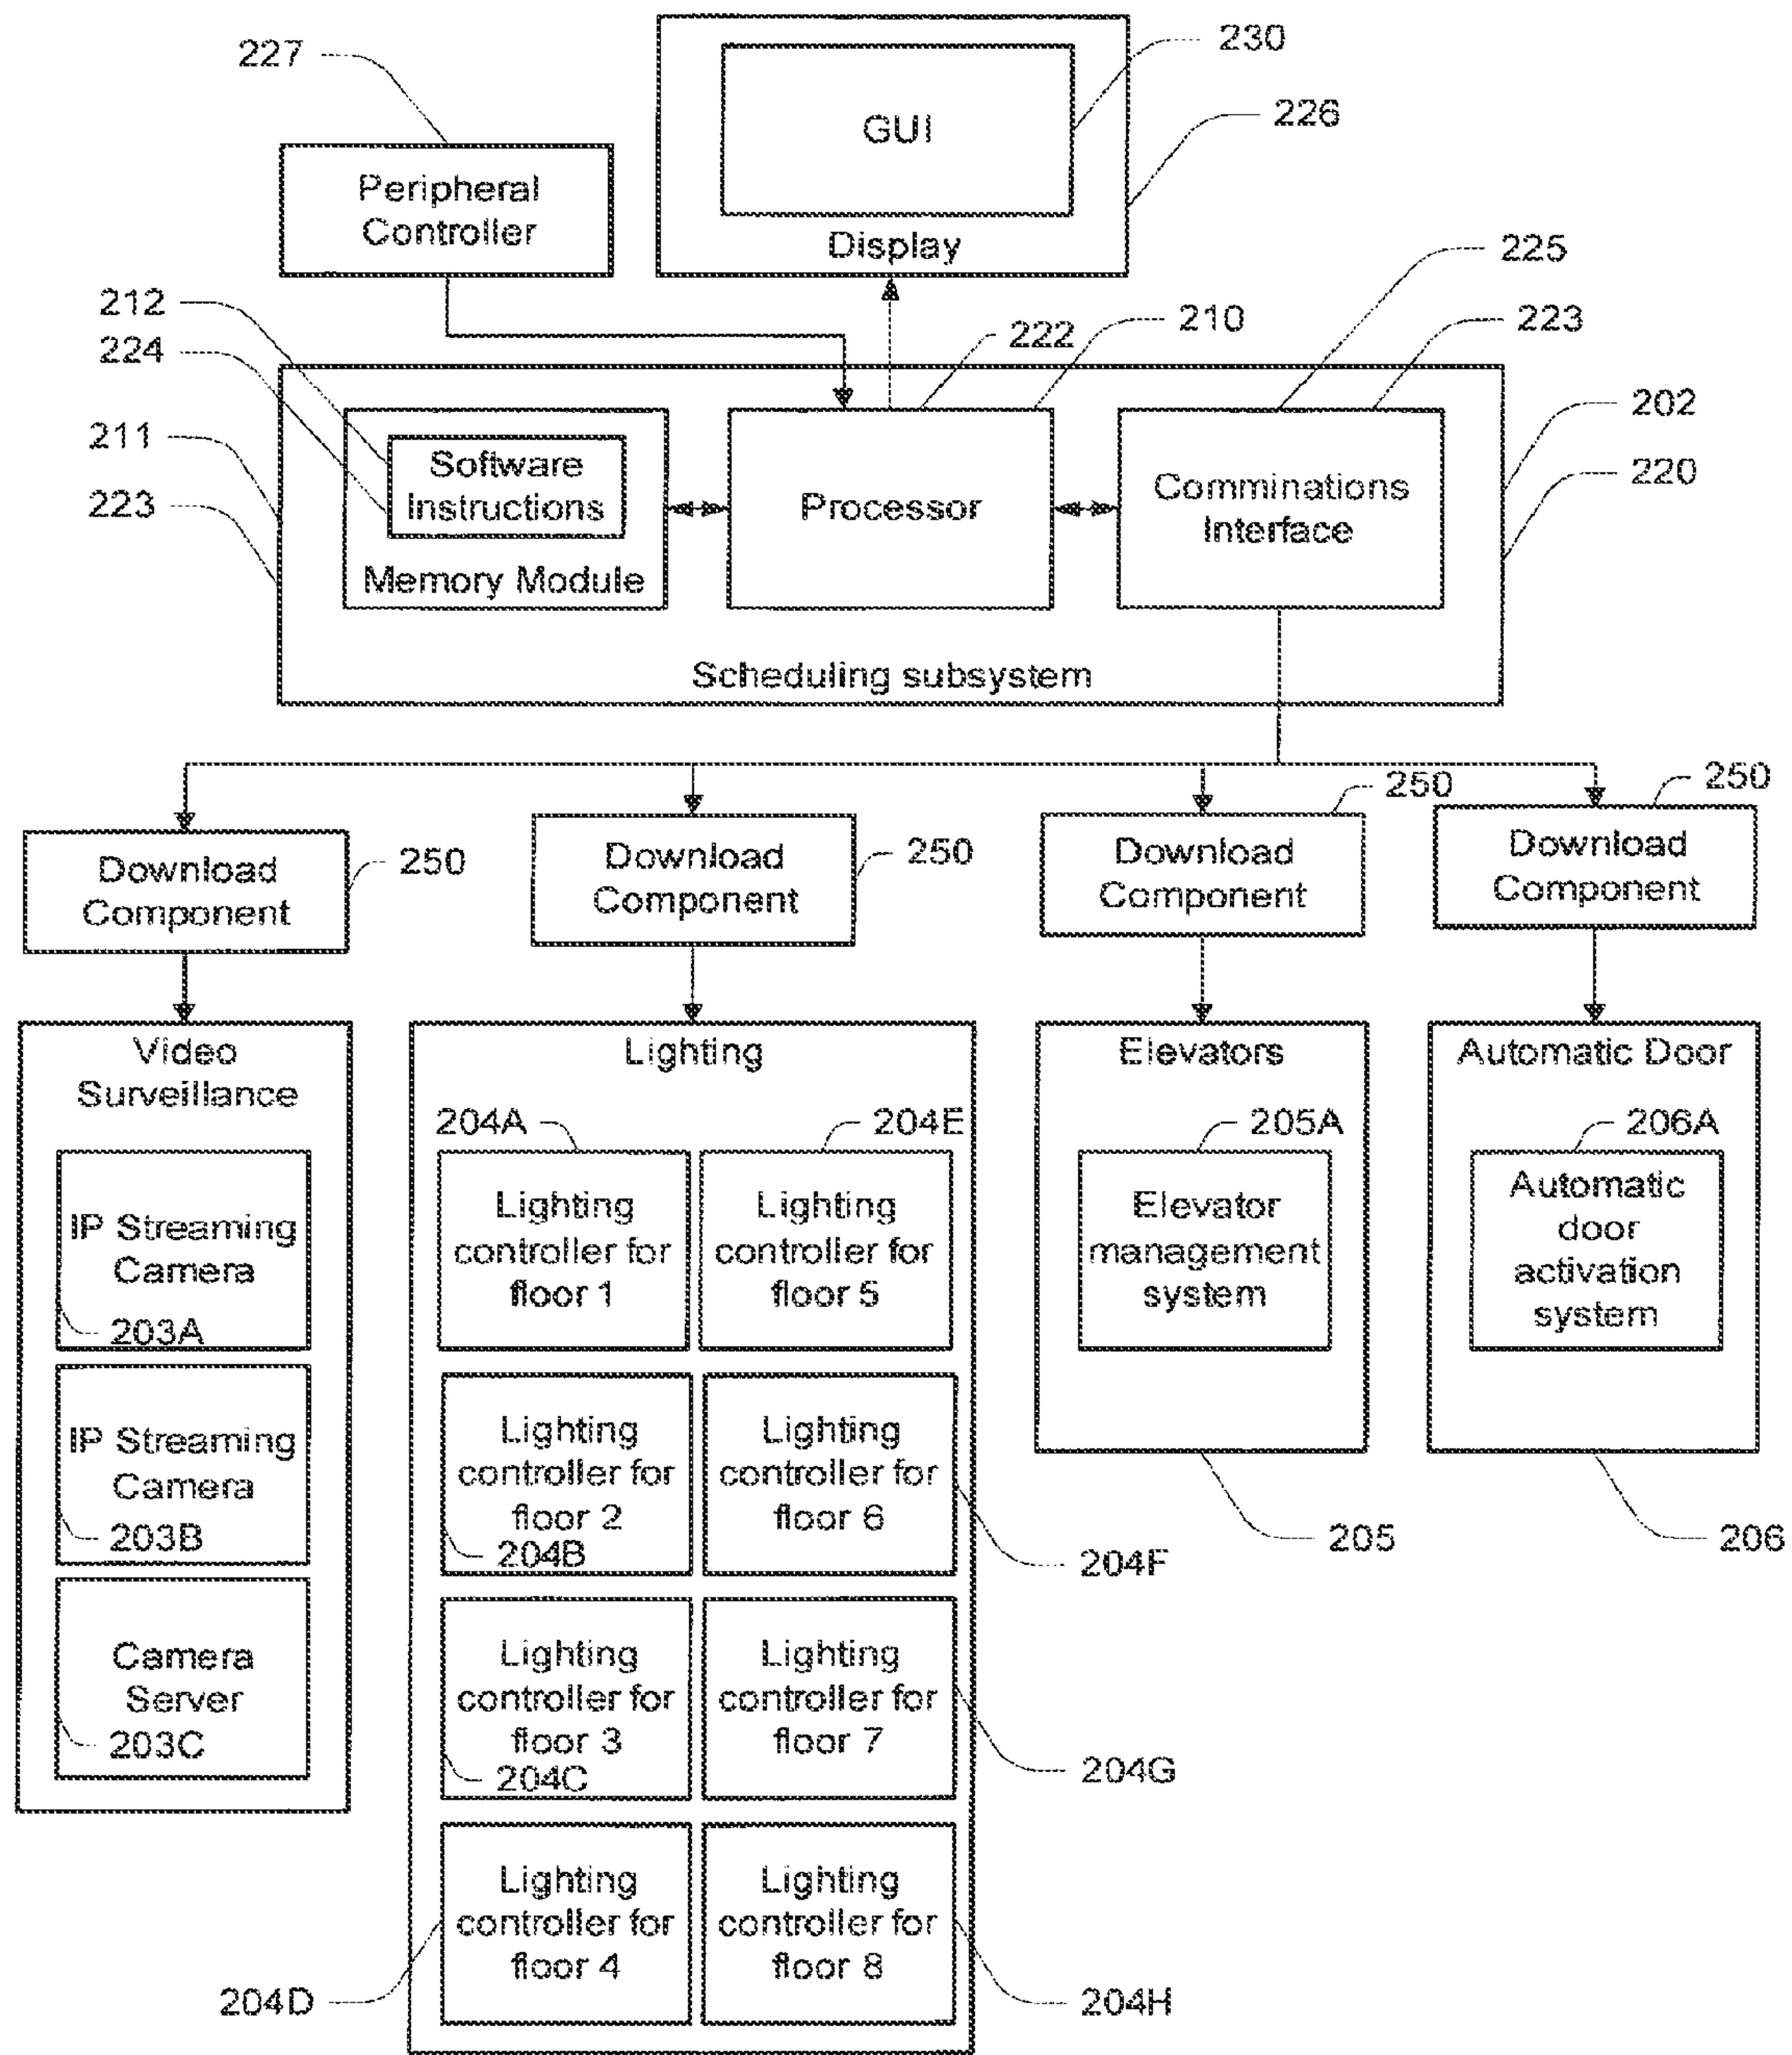 227
Peripheral
Controller
GUI
Display
230
226
212
224
211
223
222
210
225
223
202
220
Software
Instructions
Memory Module
Processor
Comminations
Interface
Scheduling subsystem
Download
Component
250
Download
Component
250
Download
Component
250
Download
Component
250
Video
Surveillance
IP Streaming
Camera
203A
IP Streaming
Camera
203B
Camera
Server
203C
Lighting
204A
Lighting
controller for
floor 1
204E
Lighting
controller for
floor 5
Lighting
controller for
floor 2
204B
Lighting
controller for
floor 6
204F
Lighting
controller for
floor 3
204C
Lighting
controller for
floor 7
204G
Lighting
controller for
floor 4
204D
Lighting
controller for
floor 8
204H
Elevators
205A
Elevator
management
system
205
Automatic Door
206A
Automatic
door
activation
system
206